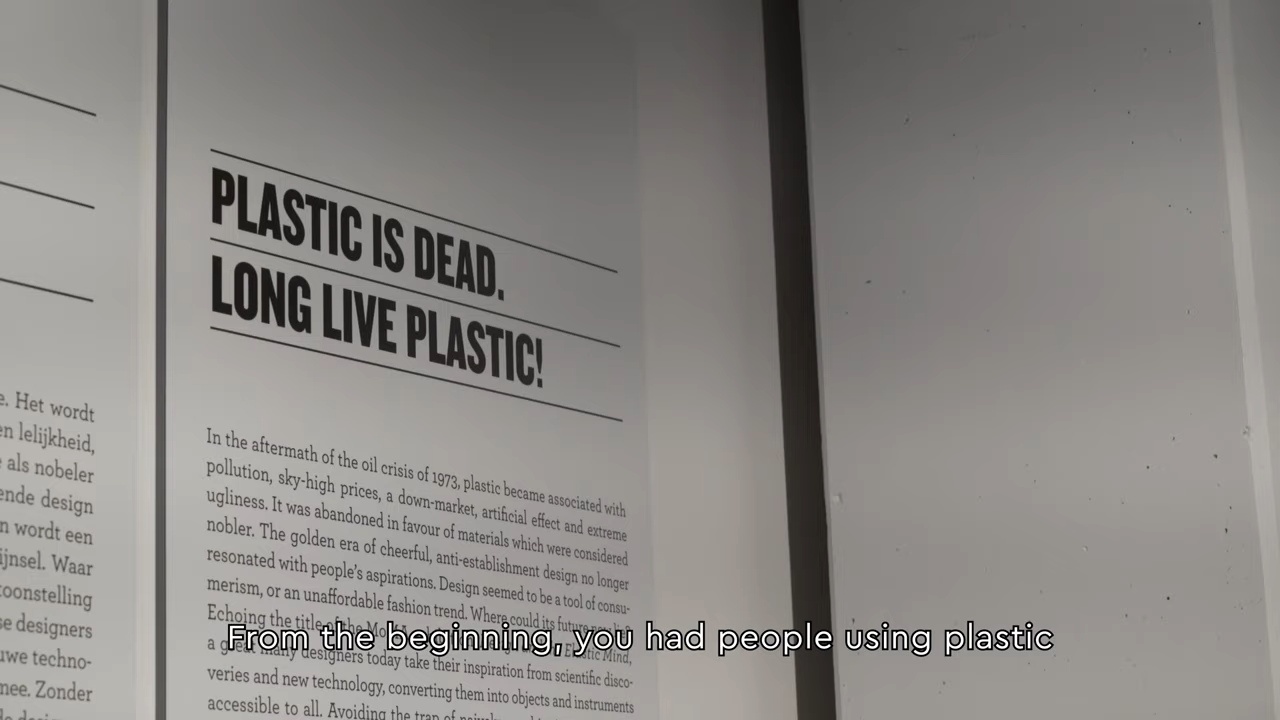 e. Het wordt
en lelijkheid,
als nobeler
ende design
n wordt een
ijnsel. Waar
toonstelling
se designers
uwe techno-
mee. Zonder
PLASTIC IS DEAD.
LONG LIVE PLASTIC!
In the aftermath of the oil crisis of 1973, plastic became associated with
pollution, sky-high prices, a down-market, artificial effect and extreme
ugliness. It was abandoned in favour of materials which were considered
nobler. The golden era of cheerful, anti-establishment design no longer
resonated with people's aspirations. Design seemed to be a tool of consu-
merism, or an unaffordable fashion trend. Where could its future
Echoing the title of the Elastic Mind,
a great many designers today take their inspiration from scientific disco-
veries and new technology, converting them into objects and instruments
accessible to all. Avoiding the trap of
From the beginning, you had people using plastic